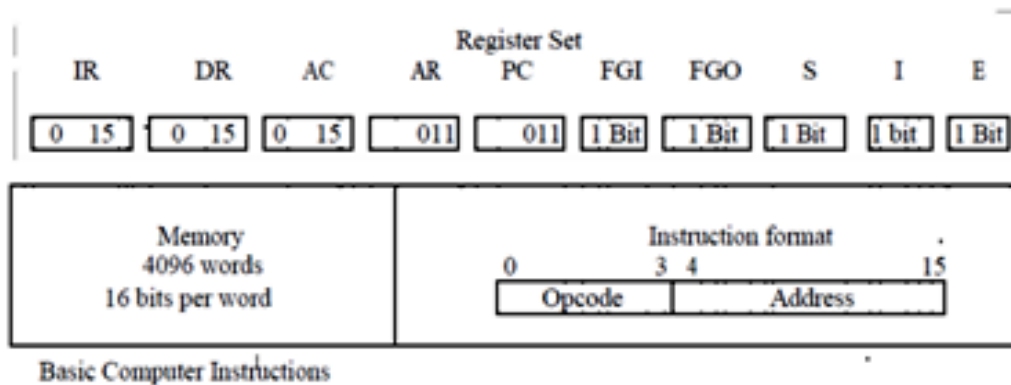 Register Set
IR DR AC AR PC FGI FGO S I E
0 15 0 15 0 15 011 011 1 Bit 1 Bit 1 Bit 1 bit 1 Bit
Memory
4096 words
16 bits per word
Instruction format
0 3 4 15
Opcode Address
Basic Computer Instructions